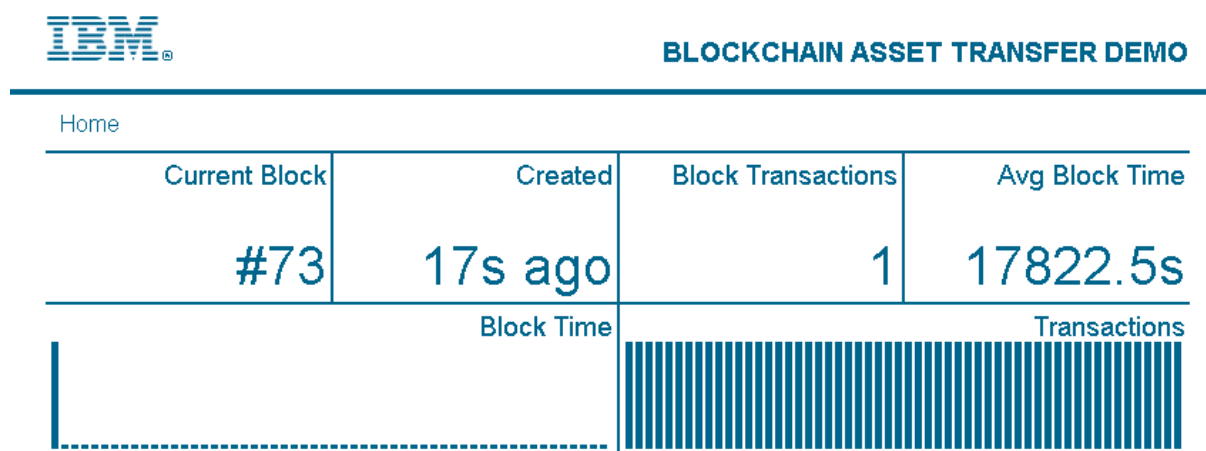 IBM®
BLOCKCHAIN ASSET TRANSFER DEMO
Home
Current Block Created Block Transactions Avg Block Time
#73 17s ago 1 17822.5s
Block Time Transactions